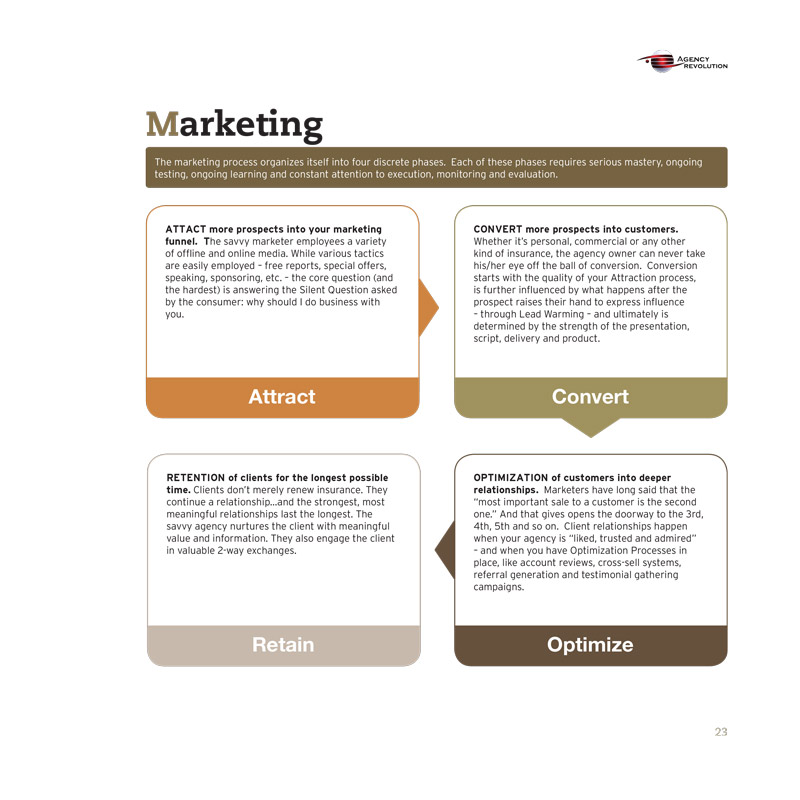 AGENCY
REVOLUTION
Marketing
The marketing process organizes itself into four discrete phases.  Each of these phases requires serious mastery, ongoing
testing, ongoing learning and constant attention to execution, monitoring and evaluation.
ATTACT more prospects into your marketing
funnel.  The savvy marketer employees a variety
of offline and online media. While various tactics
are easily employed – free reports, special offers,
speaking, sponsoring, etc. – the core question (and
the hardest) is answering the Silent Question asked
by the consumer: why should I do business with
you.
Attract
CONVERT more prospects into customers.
Whether it’s personal, commercial or any other
kind of insurance, the agency owner can never take
his/her eye off the ball of conversion.  Conversion
starts with the quality of your Attraction process,
is further influenced by what happens after the
prospect raises their hand to express influence
– through Lead Warming – and ultimately is
determined by the strength of the presentation,
script, delivery and product.
Convert
RETENTION of clients for the longest possible
time. Clients don’t merely renew insurance. They
continue a relationship...and the strongest, most
meaningful relationships last the longest. The
savvy agency nurtures the client with meaningful
value and information. They also engage the client
in valuable 2-way exchanges.
Retain
OPTIMIZATION of customers into deeper
relationships.  Marketers have long said that the
“most important sale to a customer is the second
one.” And that gives opens the doorway to the 3rd,
4th, 5th and so on.  Client relationships happen
when your agency is “liked, trusted and admired”
– and when you have Optimization Processes in
place, like account reviews, cross-sell systems,
referral generation and testimonial gathering
campaigns.
Optimize
23